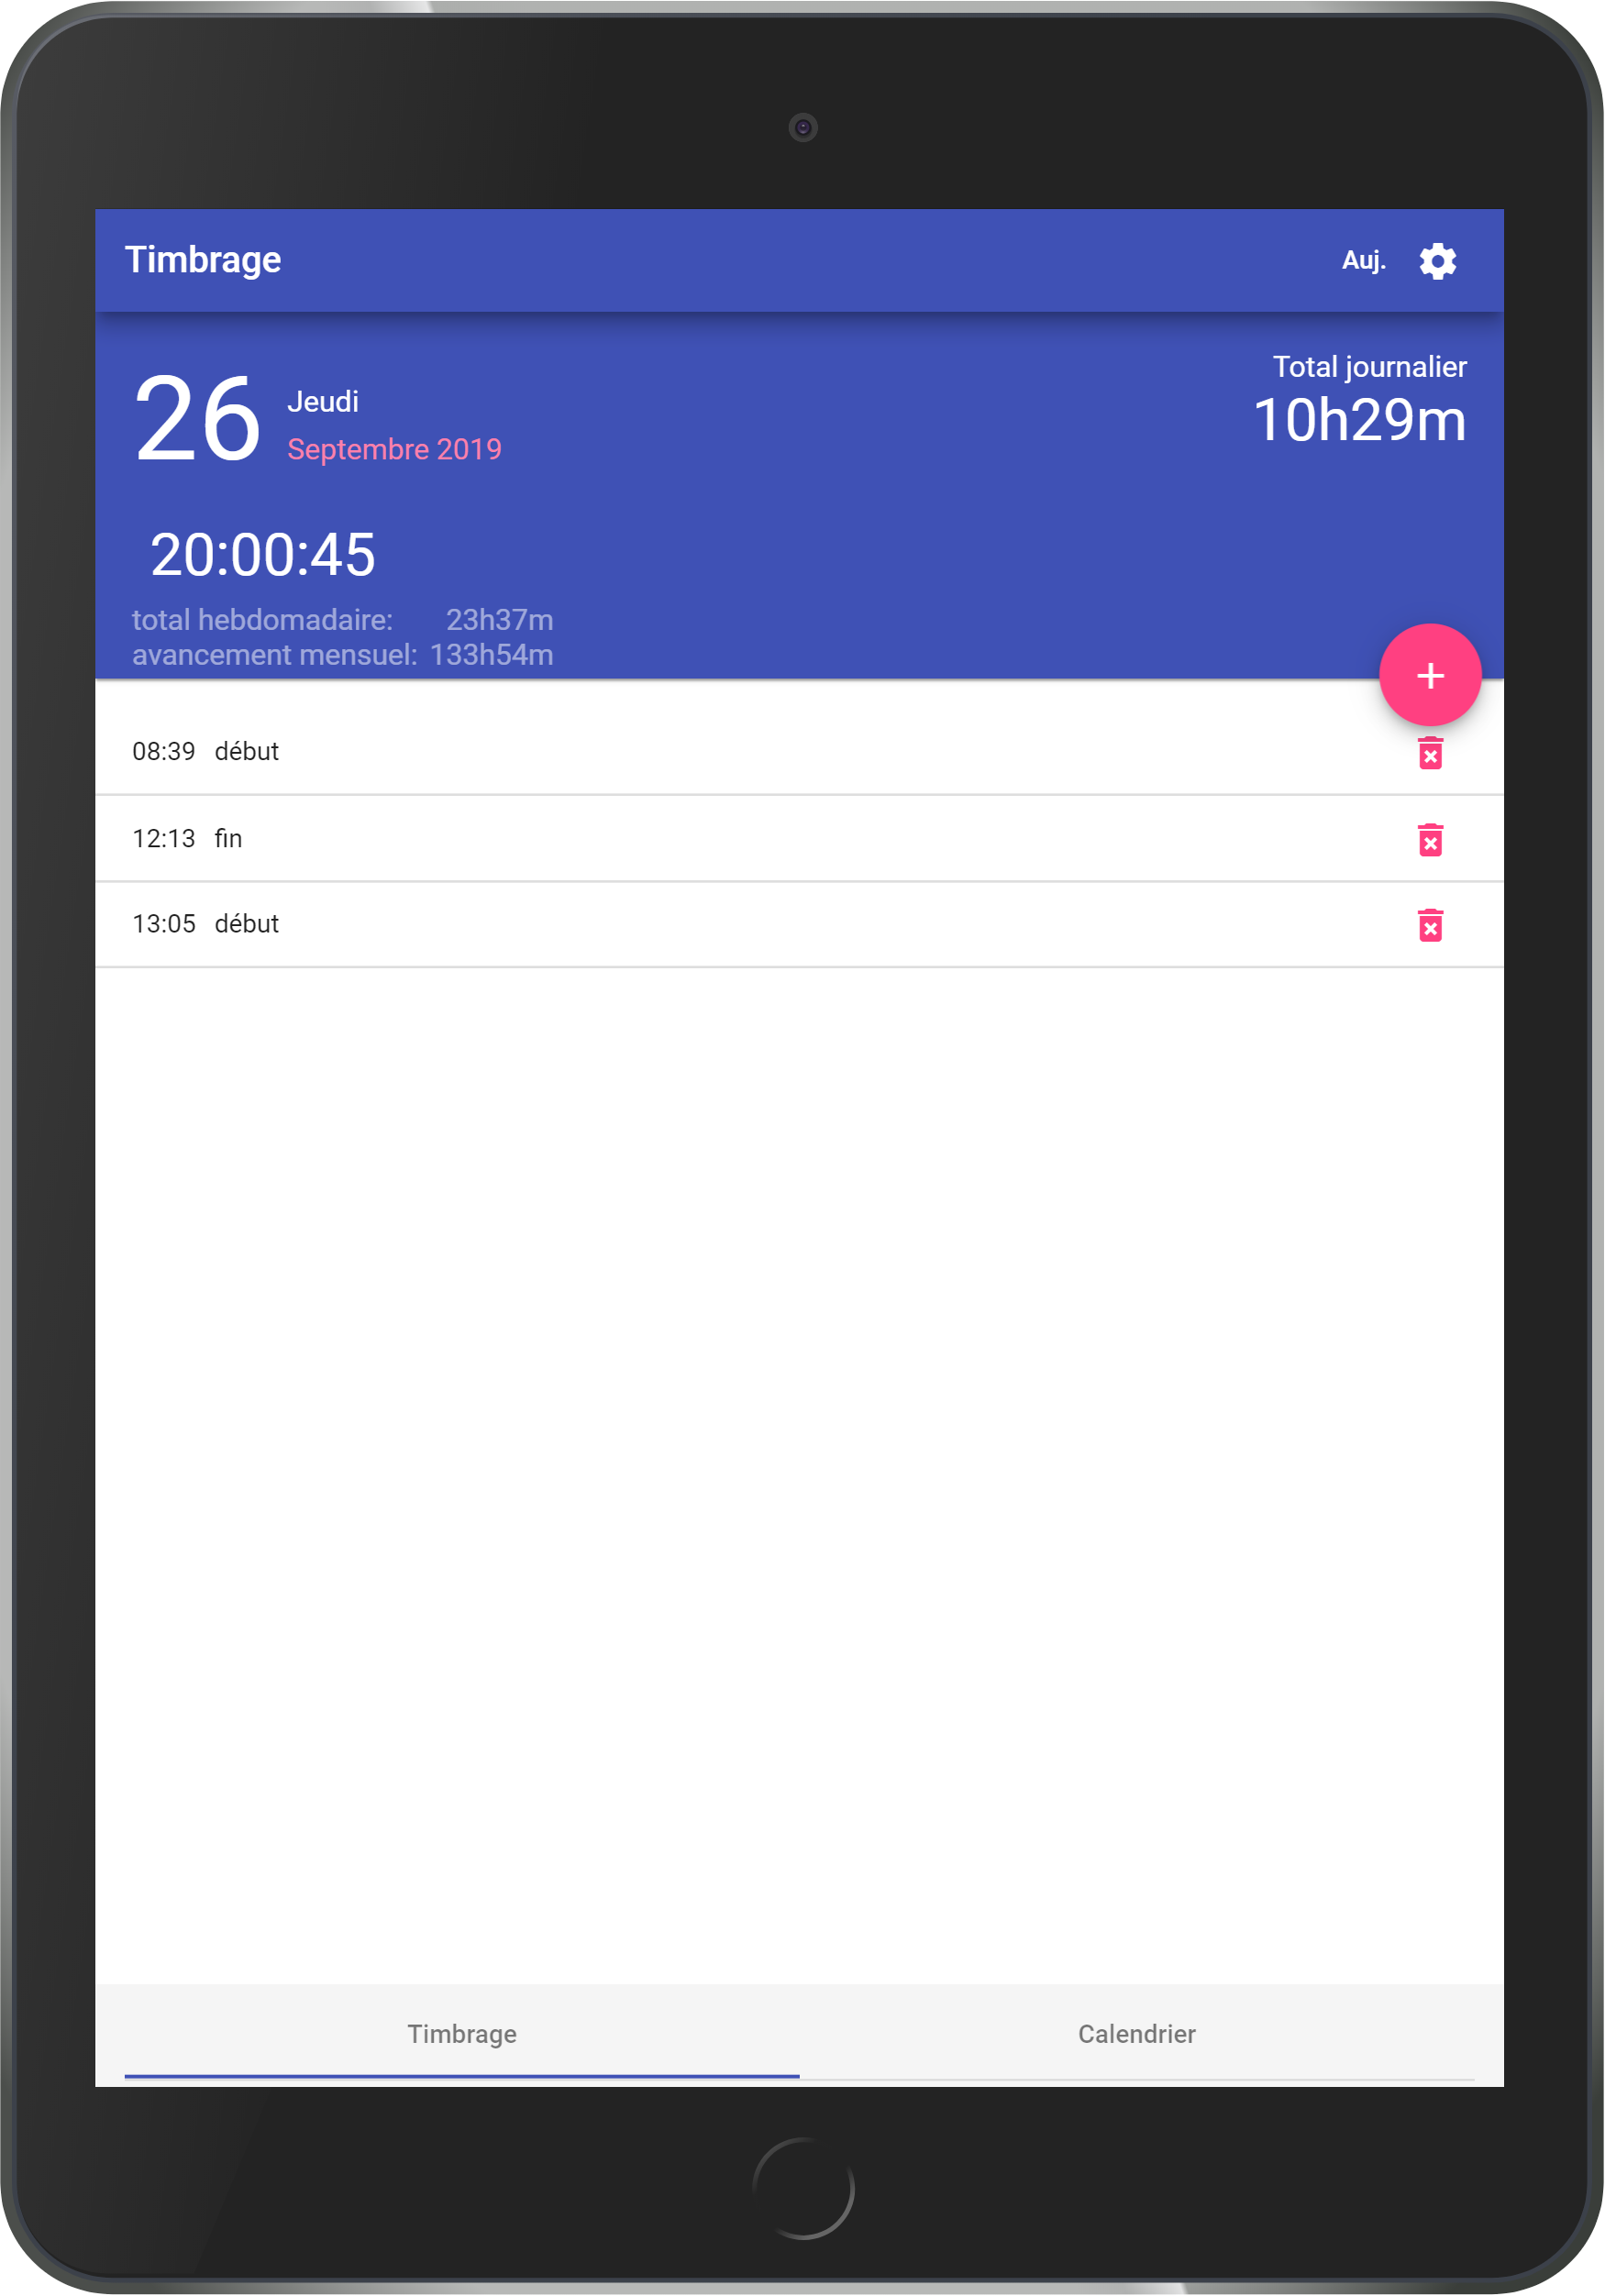 Timbrage
Auj.
26
Jeudi
Septembre 2019
Total journalier
10h29m
20:00:45
total hebdomadaire: 23h37m
avancement mensuel: 133h54m
+
08:39 début
12:13 fin
13:05 début
Timbrage
Calendrier